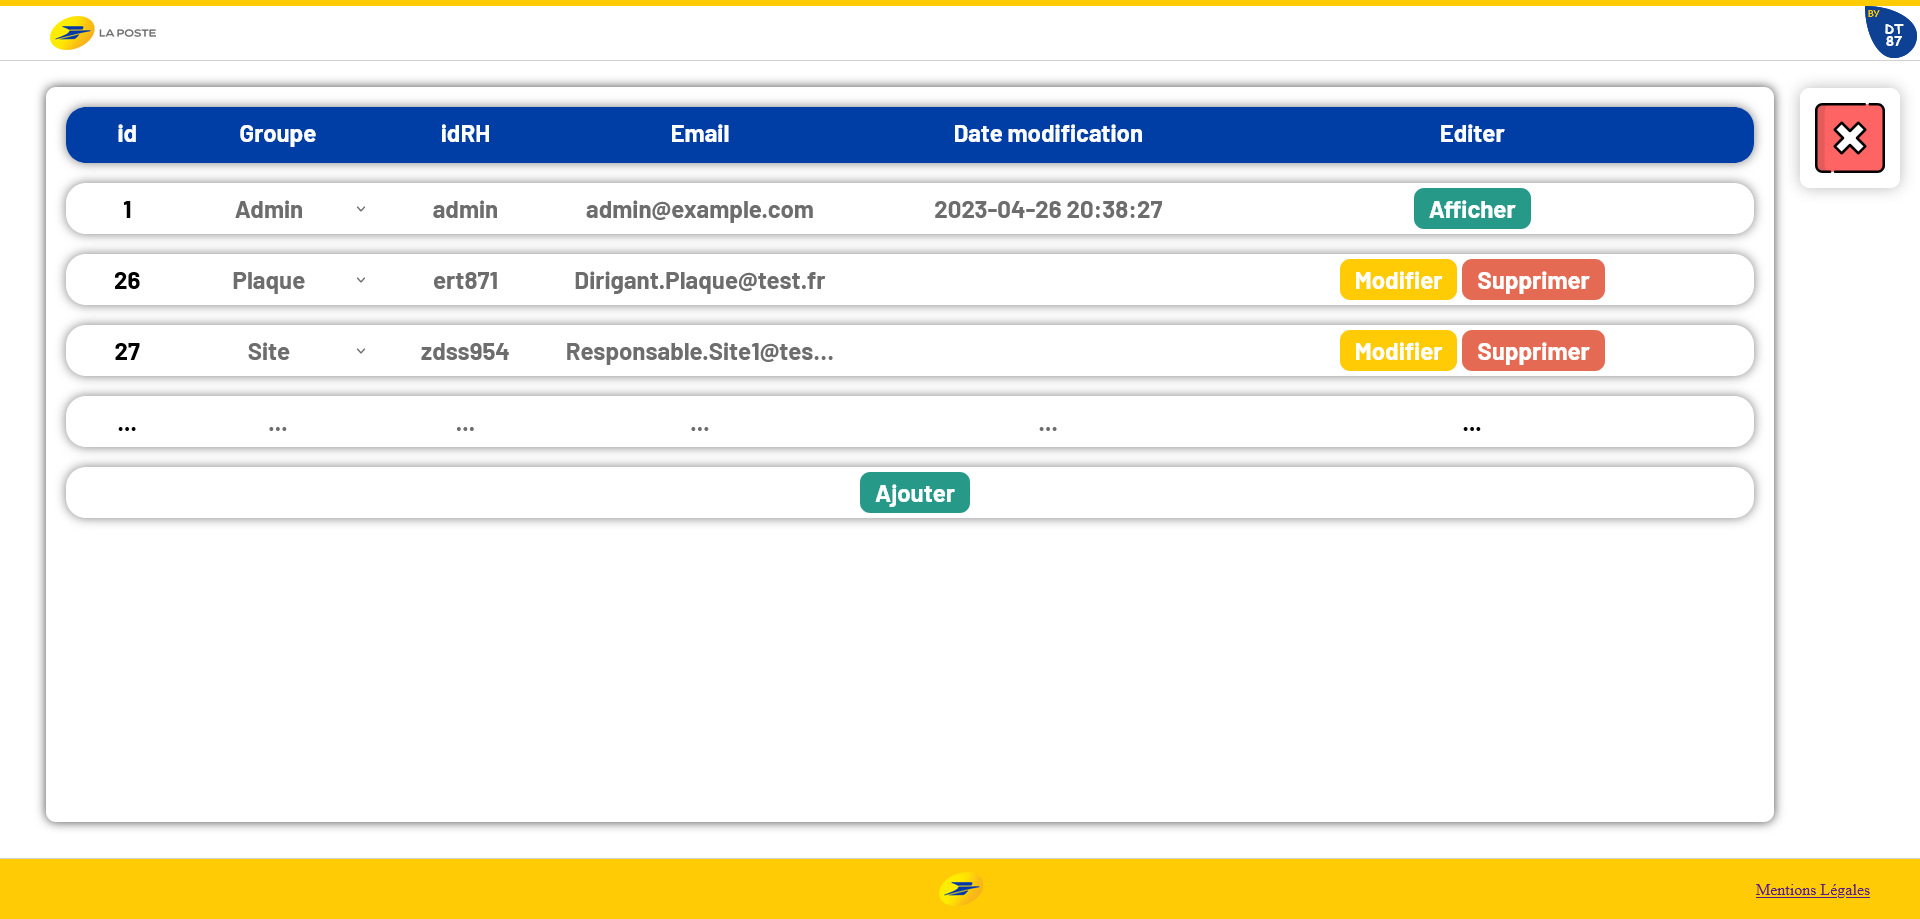 LA POSTE
BY
DT
87
id Groupe idRH Email Date modification Editer
1 Admin admin admin@example.com 2023-04-26 20:38:27 Afficher
26 Plaque ert871 Dirigant.Plaque@test.fr Modifier Supprimer
27 Site zdss954 Responsable.Site1@tes... Modifier Supprimer
... ... ... ... ... ...
Ajouter
Mentions Légales